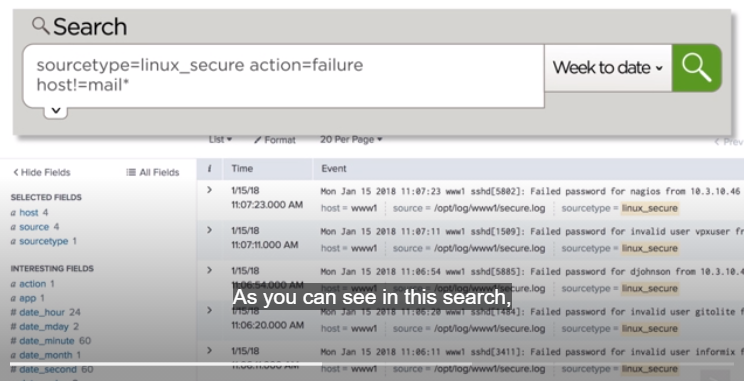 Search
sourcetype=linux_secure action=failure
host!=mail*
Week to date
List Format 20 Per Page < Prev
< Hide Fields All Fields i Time Event
SELECTED FIELDS
a host 4
a source 4
a sourcetype 1
INTERESTING FIELDS
a action 1
a app 1
# date_hour 24
# date_mday 2
# date_minute 60
a date_month 1
# date_second 60
> 1/15/18 Mon Jan 15 2018 11:07:23 www1 sshd[5802]: Failed password for nagios from 10.3.10.46
11:07:23.000 AM host = www1 source = /opt/log/www1/secure.log sourcetype = linux_secure
> 1/15/18 Mon Jan 15 2018 11:07:11 www1 sshd[1509]: Failed password for invalid user vpxuser fr
11:07:11.000 AM host = www1 source = /opt/log/www1/secure.log sourcetype = linux_secure
> 1/15/18 Mon Jan 15 2018 11:06:54 www1 sshd[5885]: Failed password for djohnson from 10.3.10.4
11:06:54.000 AM host = www1 source = /opt/log/www1/secure.log sourcetype = linux_secure
> 1/15/18 Mon Jan 15 2018 11:06:20 www1 sshd[1484]: Failed password for invalid user gitolite f
11:06:20.000 AM host = www1 source = /opt/log/www1/secure.log sourcetype = linux_secure
> 1/15/18 Mon Jan 15 2018 11:06:11 www1 sshd[3411]: Failed password for invalid user informix f
11:06:11.000 AM host = www1 source = /opt/log/www1/secure.log sourcetype = linux_secure
As you can see in this search,